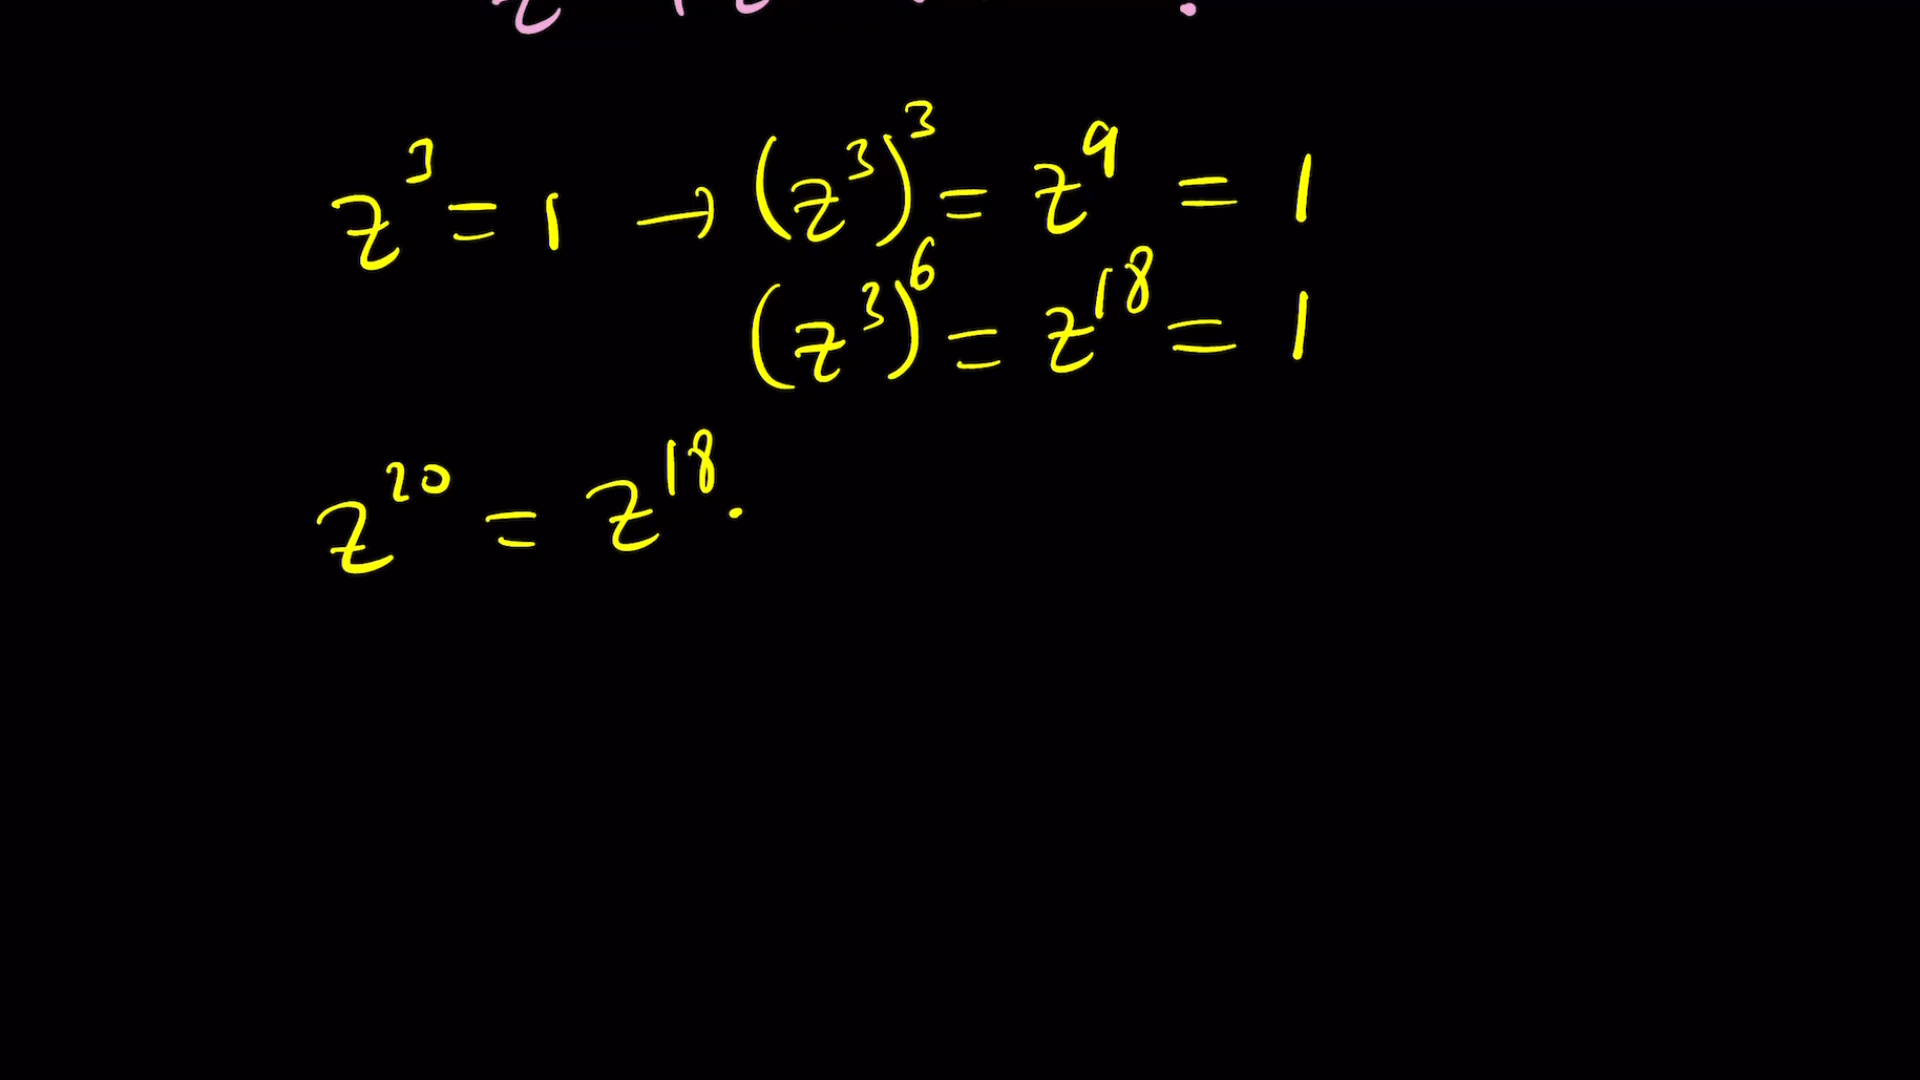 z³ = 1 → (z³)³ = z⁹ = 1
(z³)⁶ = z¹⁸ = 1
z²⁰ = z¹⁸ .